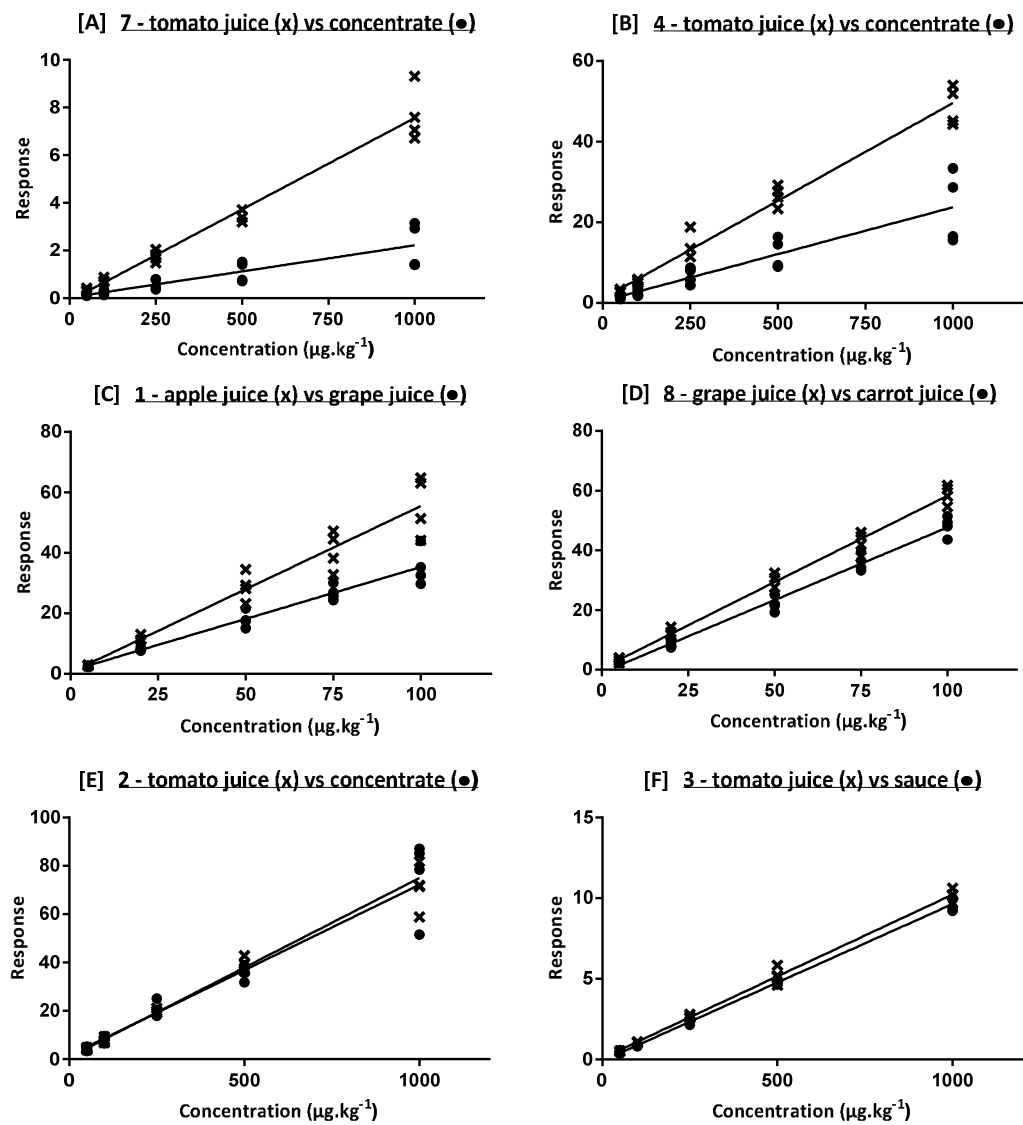 [A] 7 - tomato juice (x) vs concentrate (●)
10
8
6
4
2
0
Response
0 250 500 750 1000
Concentration (µg.kg⁻¹)
[B] 4 - tomato juice (x) vs concentrate (●)
60
40
20
0
Response
0 250 500 750 1000
Concentration (µg.kg⁻¹)
[C] 1 - apple juice (x) vs grape juice (●)
80
60
40
20
0
Response
0 25 50 75 100
Concentration (µg.kg⁻¹)
[D] 8 - grape juice (x) vs carrot juice (●)
80
60
40
20
0
Response
0 25 50 75 100
Concentration (µg.kg⁻¹)
[E] 2 - tomato juice (x) vs concentrate (●)
100
80
60
40
20
0
Response
0 500 1000
Concentration (µg.kg⁻¹)
[F] 3 - tomato juice (x) vs sauce (●)
15
10
5
0
Response
0 500 1000
Concentration (µg.kg⁻¹)